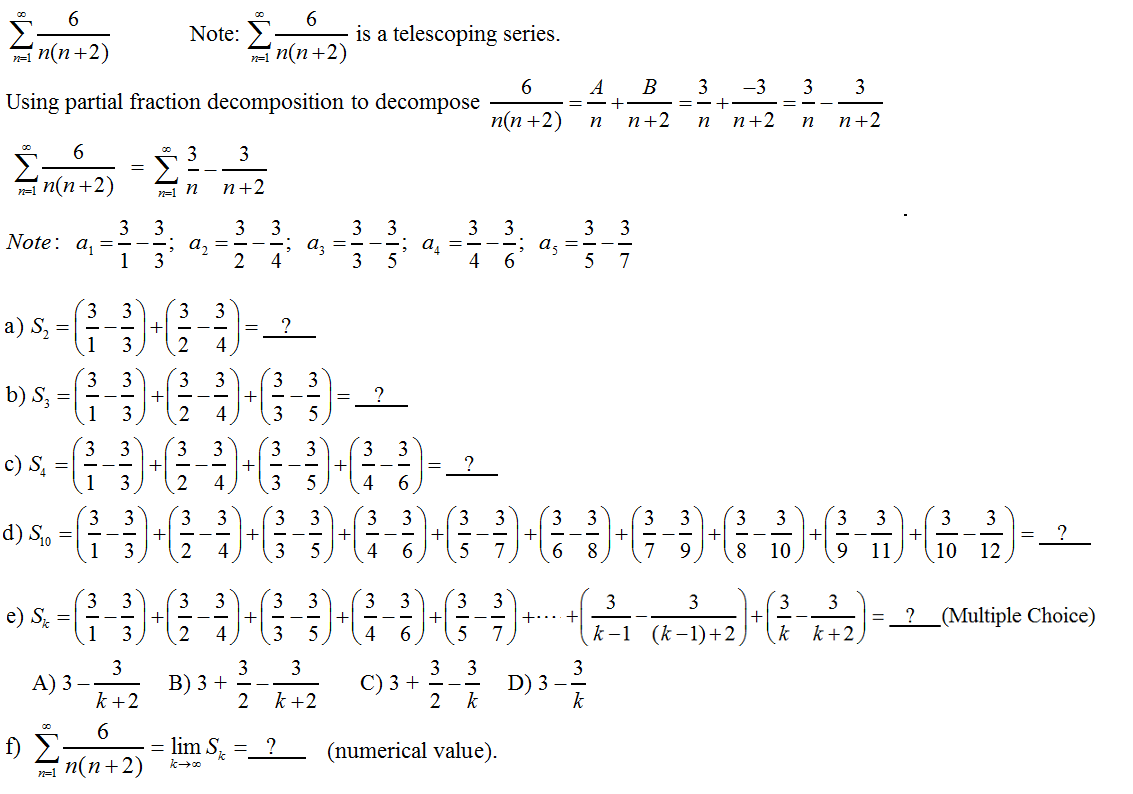 $\sum_{n=1}^{\infty} \frac{6}{n(n+2)}$ Note: $\sum_{n=1}^{\infty} \frac{6}{n(n+2)}$ is a telescoping series.
Using partial fraction decomposition to decompose $\frac{6}{n(n+2)} = \frac{A}{n} + \frac{B}{n+2} = \frac{3}{n} + \frac{-3}{n+2} = \frac{3}{n} - \frac{3}{n+2}$
$\sum_{n=1}^{\infty} \frac{6}{n(n+2)} = \sum_{n=1}^{\infty} \frac{3}{n} - \frac{3}{n+2}$
Note: $a_1 = \frac{3}{1} - \frac{3}{3}$; $a_2 = \frac{3}{2} - \frac{3}{4}$; $a_3 = \frac{3}{3} - \frac{3}{5}$; $a_4 = \frac{3}{4} - \frac{3}{6}$; $a_5 = \frac{3}{5} - \frac{3}{7}$
a) $S_2 = \left(\frac{3}{1} - \frac{3}{3}\right) + \left(\frac{3}{2} - \frac{3}{4}\right) =$ __?__
b) $S_3 = \left(\frac{3}{1} - \frac{3}{3}\right) + \left(\frac{3}{2} - \frac{3}{4}\right) + \left(\frac{3}{3} - \frac{3}{5}\right) =$ __?__
c) $S_4 = \left(\frac{3}{1} - \frac{3}{3}\right) + \left(\frac{3}{2} - \frac{3}{4}\right) + \left(\frac{3}{3} - \frac{3}{5}\right) + \left(\frac{3}{4} - \frac{3}{6}\right) =$ __?__
d) $S_{10} = \left(\frac{3}{1} - \frac{3}{3}\right) + \left(\frac{3}{2} - \frac{3}{4}\right) + \left(\frac{3}{3} - \frac{3}{5}\right) + \left(\frac{3}{4} - \frac{3}{6}\right) + \left(\frac{3}{5} - \frac{3}{7}\right) + \left(\frac{3}{6} - \frac{3}{8}\right) + \left(\frac{3}{7} - \frac{3}{9}\right) + \left(\frac{3}{8} - \frac{3}{10}\right) + \left(\frac{3}{9} - \frac{3}{11}\right) + \left(\frac{3}{10} - \frac{3}{12}\right) =$ __?__
e) $S_k = \left(\frac{3}{1} - \frac{3}{3}\right) + \left(\frac{3}{2} - \frac{3}{4}\right) + \left(\frac{3}{3} - \frac{3}{5}\right) + \left(\frac{3}{4} - \frac{3}{6}\right) + \left(\frac{3}{5} - \frac{3}{7}\right) + \cdots + \left(\frac{3}{k-1} - \frac{3}{(k-1)+2}\right) + \left(\frac{3}{k} - \frac{3}{k+2}\right) =$ __?__(Multiple Choice)
A) $3 - \frac{3}{k+2}$ B) $3 + \frac{3}{2} - \frac{3}{k+2}$ C) $3 + \frac{3}{2} - \frac{3}{k}$ D) $3 - \frac{3}{k}$
f) $\sum_{n=1}^{\infty} \frac{6}{n(n+2)} = \lim_{k \to \infty} S_k =$ __?__ (numerical value).